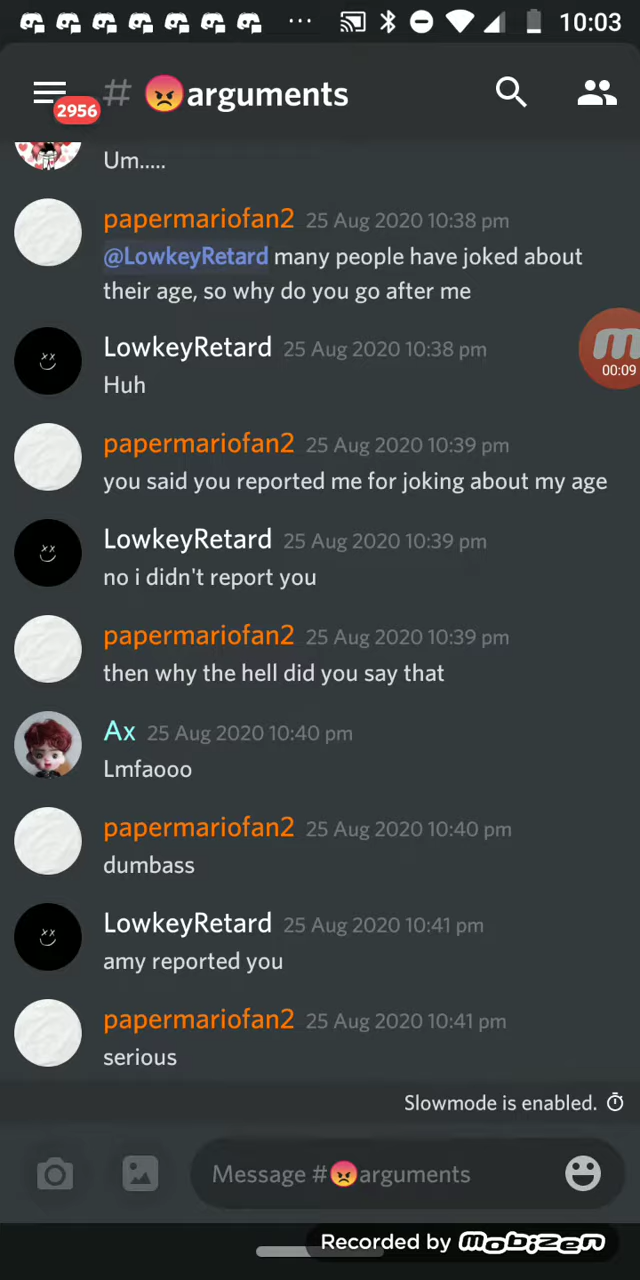 10:03
2956
# 😡arguments
Um.....
papermariofan2 25 Aug 2020 10:38 pm
@LowkeyRetard many people have joked about
their age, so why do you go after me
LowkeyRetard 25 Aug 2020 10:38 pm
Huh
00:09
papermariofan2 25 Aug 2020 10:39 pm
you said you reported me for joking about my age
LowkeyRetard 25 Aug 2020 10:39 pm
no i didn't report you
papermariofan2 25 Aug 2020 10:39 pm
then why the hell did you say that
Ax 25 Aug 2020 10:40 pm
Lmfaooo
papermariofan2 25 Aug 2020 10:40 pm
dumbass
LowkeyRetard 25 Aug 2020 10:41 pm
amy reported you
papermariofan2 25 Aug 2020 10:41 pm
serious
Slowmode is enabled.
Message #😡arguments
Recorded by mobizen